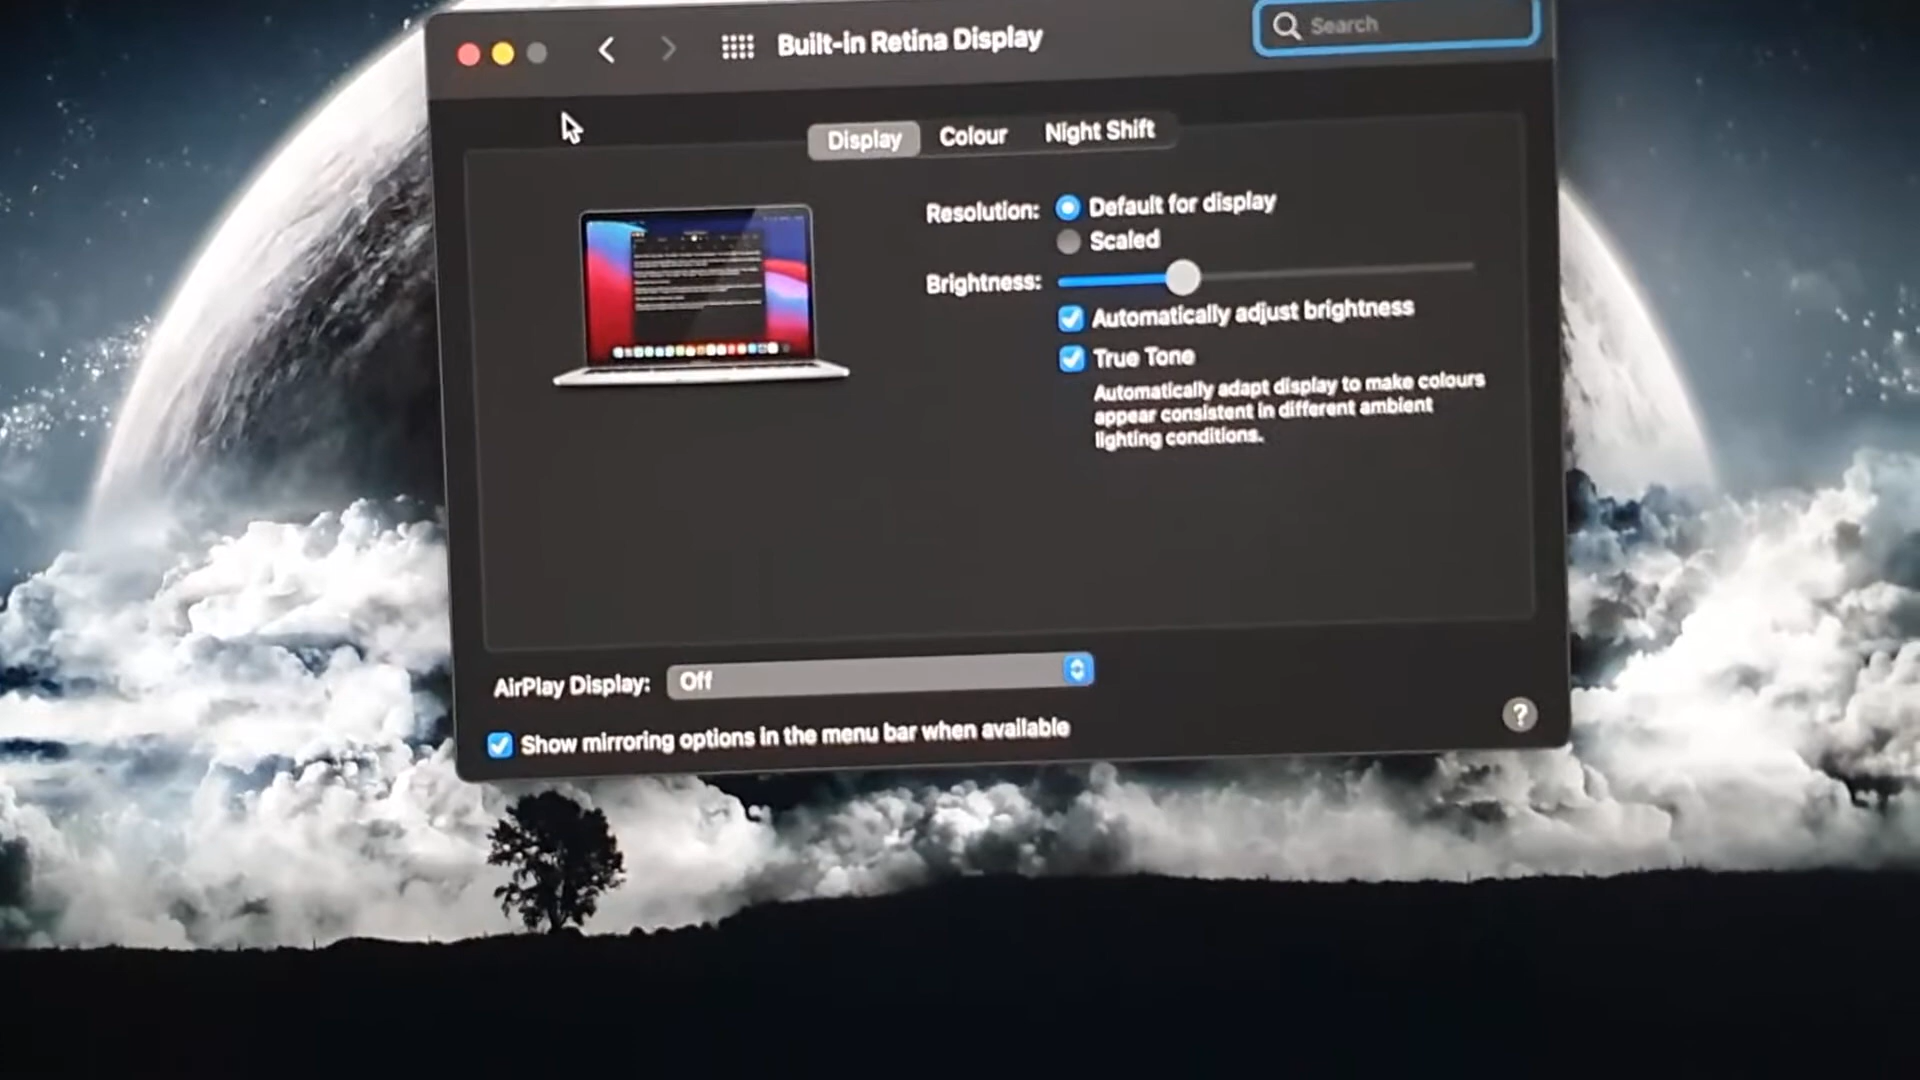 Built-in Retina Display
Search
Display Colour Night Shift
Resolution: Default for display
Scaled
Brightness:
Automatically adjust brightness
True Tone
Automatically adapt display to make colours
appear consistent in different ambient
lighting conditions.
AirPlay Display: Off
?
Show mirroring options in the menu bar when available